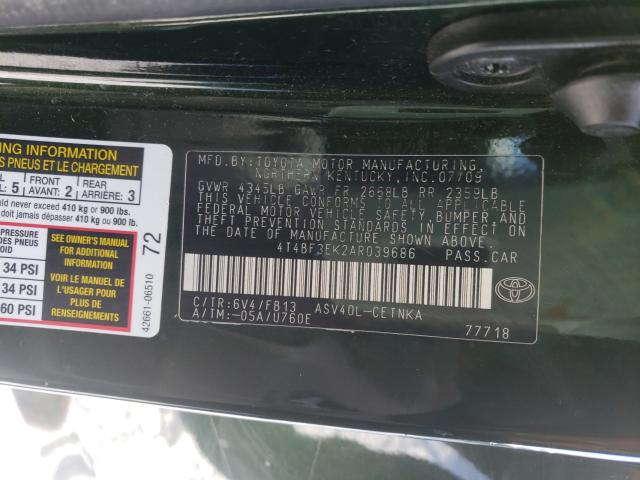 ING INFORMATION
S PNEUS ET LE CHARGEMENT
5
FRONT
AVANT: 2
REAR
ARRIÈRE: 3
ld never exceed 410 kg or 900 lbs.
doit jamais dépasser 410 kg or 900 lb.
PRESSURE
34 PSI
34 PSI
60 PSI
SEE OWNER'S MANUAL
FOR ADDITIONAL
INFORMATION
VOIR LE MANUEL
DE L'USAGER
POUR PLUS DE
RENSEIGNEMENTS
72
42661-06510
MFD.BY:TOYOTA MOTOR MANUFACTURING,
NORTHERN KENTUCKY, INC.07/09
GVWR 4345LB GAWR FR 2668LB RR 2359LB
THIS VEHICLE CONFORMS TO ALL APPLICABLE
FEDERAL MOTOR VEHICLE SAFETY, BUMPER, AND
THEFT PREVENTION STANDARDS IN EFFECT ON
THE DATE OF MANUFACTURE SHOWN ABOVE.
4T4BF3EK2AR039686 PASS.CAR
C/TR:6V4/FB13 ASV40L-CETNKA
A/TM:-05A/U760E
77718
TOYOTA